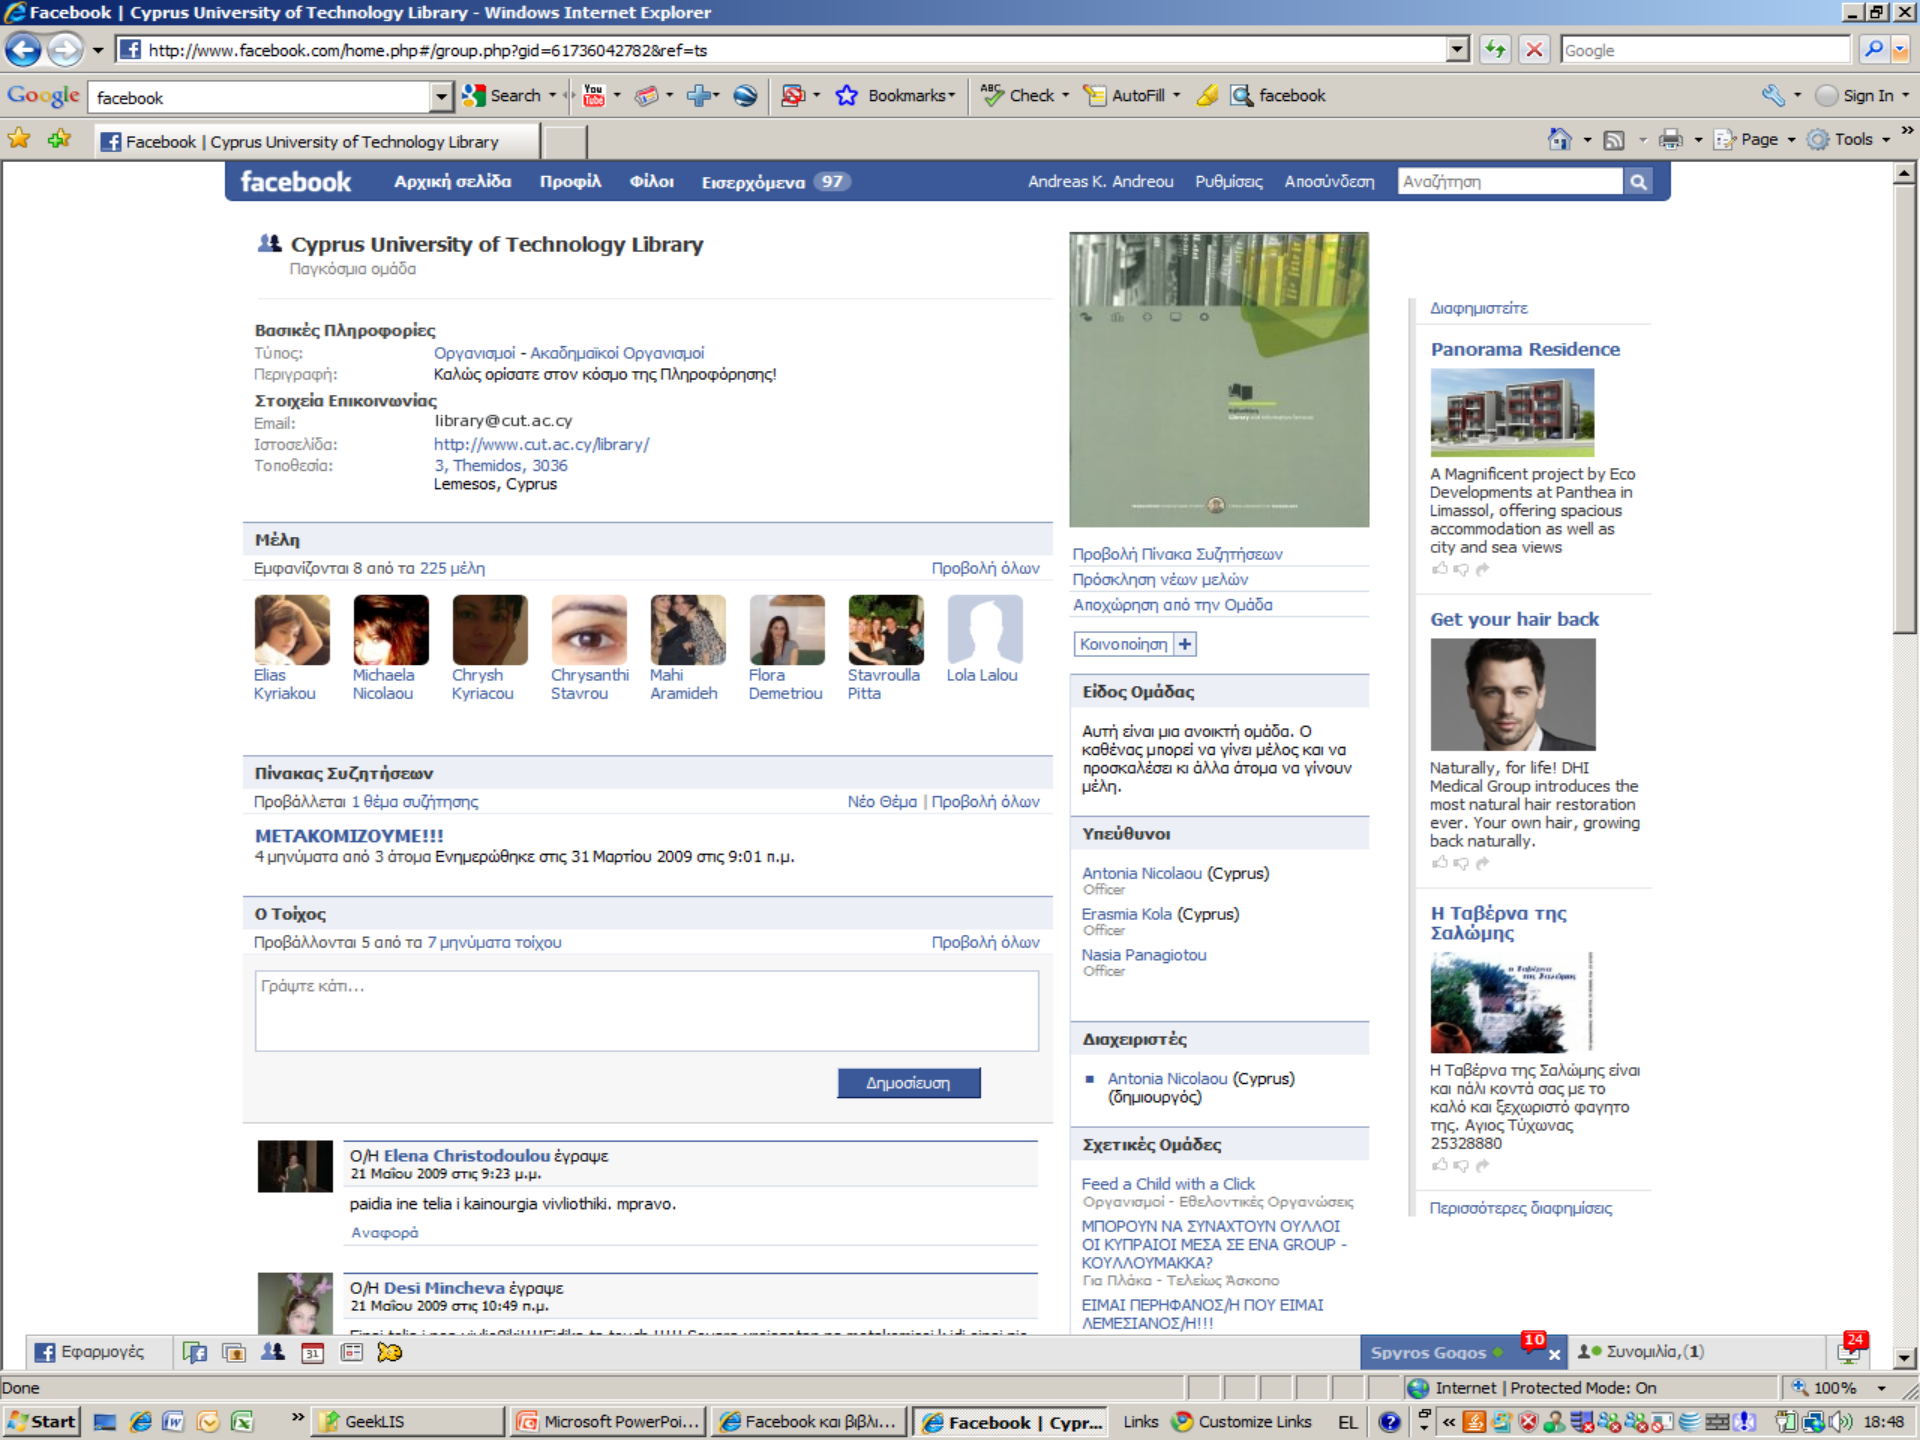 Facebook | Cyprus University of Technology Library - Windows Internet Explorer
http://www.facebook.com/home.php#/group.php?gid=61736042782&ref=ts
Google
Google facebook Search You Tube Bookmarks ABC Check AutoFill facebook Sign In
Facebook | Cyprus University of Technology Library
Page Tools
facebook Αρχική σελίδα Προφίλ Φίλοι Εισερχόμενα 97 Andreas K. Andreou Ρυθμίσεις Αποσύνδεση Αναζήτηση
Cyprus University of Technology Library
Παγκόσμια ομάδα
Βασικές Πληροφορίες
Τύπος: Οργανισμοί - Ακαδημαϊκοί Οργανισμοί
Περιγραφή: Καλώς ορίσατε στον κόσμο της Πληροφόρησης!
Στοιχεία Επικοινωνίας
Email: library@cut.ac.cy
Ιστοσελίδα: http://www.cut.ac.cy/library/
Τοποθεσία: 3, Themidos, 3036
Lemesos, Cyprus
Μέλη
Εμφανίζονται 8 από τα 225 μέλη Προβολή όλων
Elias Kyriakou
Michaela Nicolaou
Chrysh Kyriacou
Chrysanthi Stavrou
Mahi Aramideh
Flora Demetriou
Stavroulla Pitta
Lola Lalou
Πίνακας Συζητήσεων
Προβάλλεται 1 θέμα συζήτησης Νέο Θέμα | Προβολή όλων
ΜΕΤΑΚΟΜΙΖΟΥΜΕ!!!
4 μηνύματα από 3 άτομα Ενημερώθηκε στις 31 Μαρτίου 2009 στις 9:01 π.μ.
Ο Τοίχος
Προβάλλονται 5 από τα 7 μηνύματα τοίχου Προβολή όλων
Γράψτε κάτι...
Δημοσίευση
Ο/Η Elena Christodoulou έγραψε
21 Μαΐου 2009 στις 9:23 μ.μ.
paidia ine telia i kainourgia vivliothiki. mpravo.
Αναφορά
Ο/Η Desi Mincheva έγραψε
21 Μαΐου 2009 στις 10:49 π.μ.
Προβολή Πίνακα Συζητήσεων
Πρόσκληση νέων μελών
Αποχώρηση από την Ομάδα
Κοινοποίηση +
Είδος Ομάδας
Αυτή είναι μια ανοικτή ομάδα. Ο
καθένας μπορεί να γίνει μέλος και να
προσκαλέσει κι άλλα άτομα να γίνουν
μέλη.
Υπεύθυνοι
Antonia Nicolaou (Cyprus)
Officer
Erasmia Kola (Cyprus)
Officer
Nasia Panagiotou
Officer
Διαχειριστές
Antonia Nicolaou (Cyprus)
(δημιουργός)
Σχετικές Ομάδες
Feed a Child with a Click
Οργανισμοί - Εθελοντικές Οργανώσεις
ΜΠΟΡΟΥΝ ΝΑ ΣΥΝΑΧΤΟΥΝ ΟΥΛΛΟΙ
ΟΙ ΚΥΠΡΑΙΟΙ ΜΕΣΑ ΣΕ ΕΝΑ GROUP -
ΚΟΥΛΛΟΥΜΑΚΚΑ?
Για Πλάκα - Τελείως Άσκοπο
ΕΙΜΑΙ ΠΕΡΗΦΑΝΟΣ/Η ΠΟΥ ΕΙΜΑΙ
ΛΕΜΕΣΙΑΝΟΣ/Η!!!
Διαφημιστείτε
Panorama Residence
A Magnificent project by Eco
Developments at Panthea in
Limassol, offering spacious
accommodation as well as
city and sea views
Get your hair back
Naturally, for life! DHI
Medical Group introduces the
most natural hair restoration
ever. Your own hair, growing
back naturally.
Η Ταβέρνα της
Σαλώμης
η Ταβέρνα
της Σαλώμης
Η Ταβέρνα της Σαλώμης είναι
και πάλι κοντά σας με το
καλό και ξεχωριστό φαγητο
της. Αγιος Τύχωνας
25328880
Περισσότερες διαφημίσεις
Εφαρμογές 31 Spyros Gogos 10 x Συνομιλία,(1) 24
Done Internet | Protected Mode: On 100%
Start GeekLIS Microsoft PowerPoi... Facebook και βιβλι... Facebook | Cypr... Links Customize Links EL 18:48